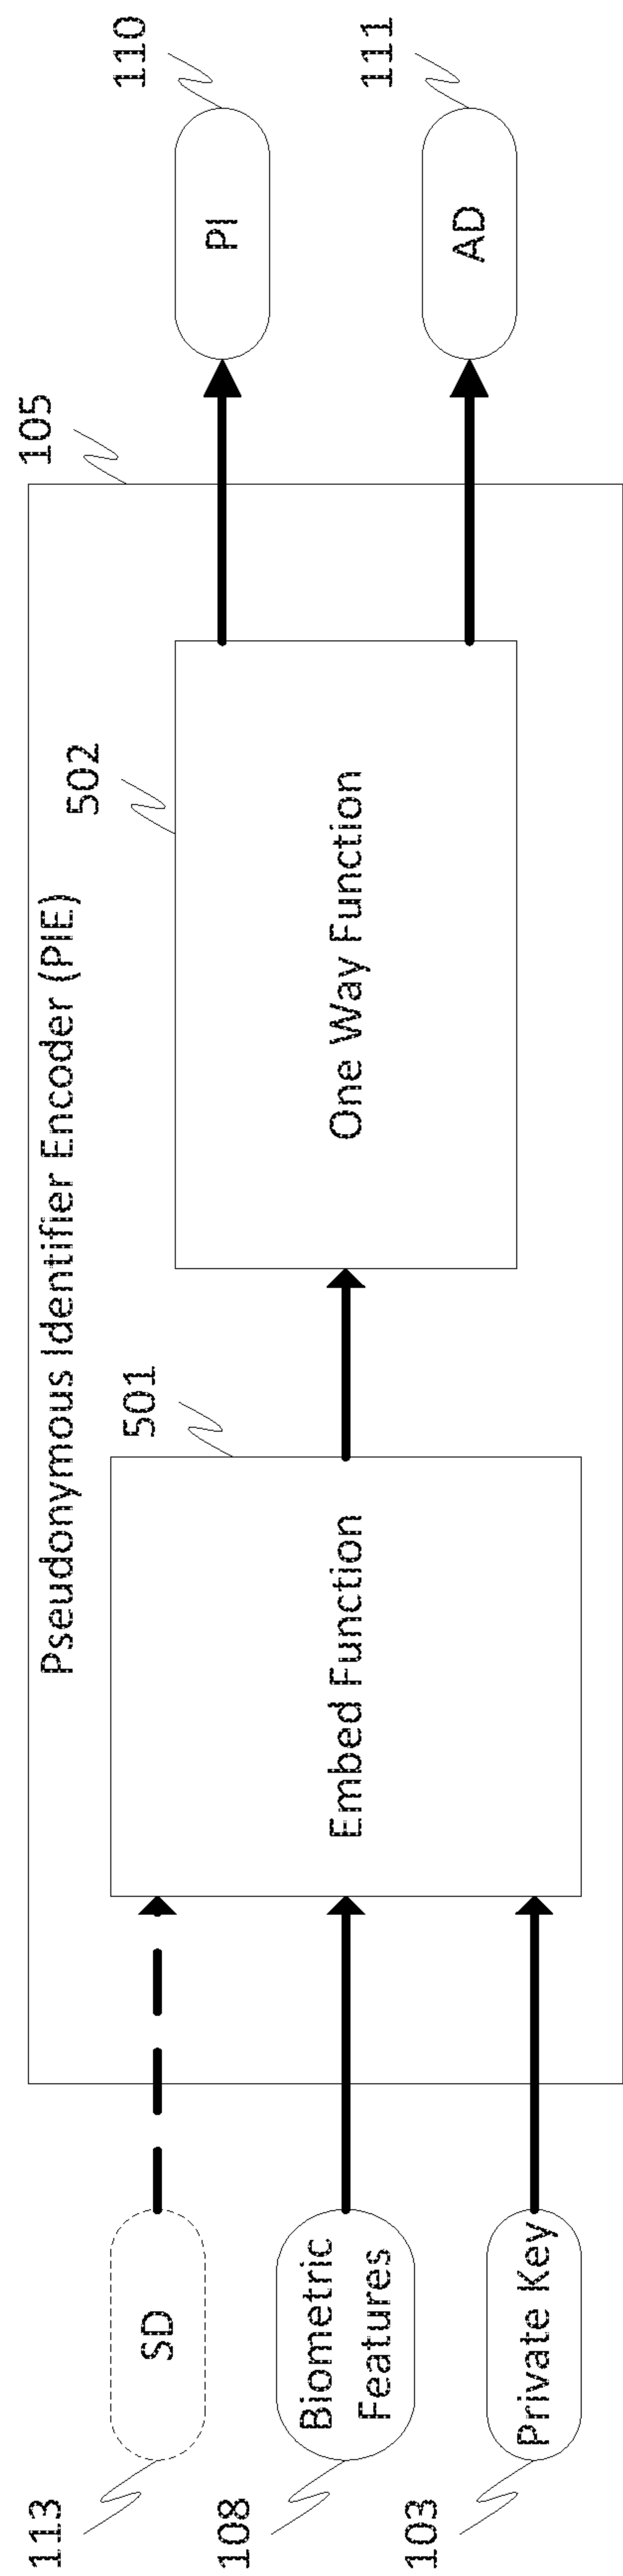 Pseudonymous Identifier Encoder (PIE)
105
113
SD
108
Biometric
Features
103
Private Key
501
Embed Function
502
One Way Function
110
PI
111
AD